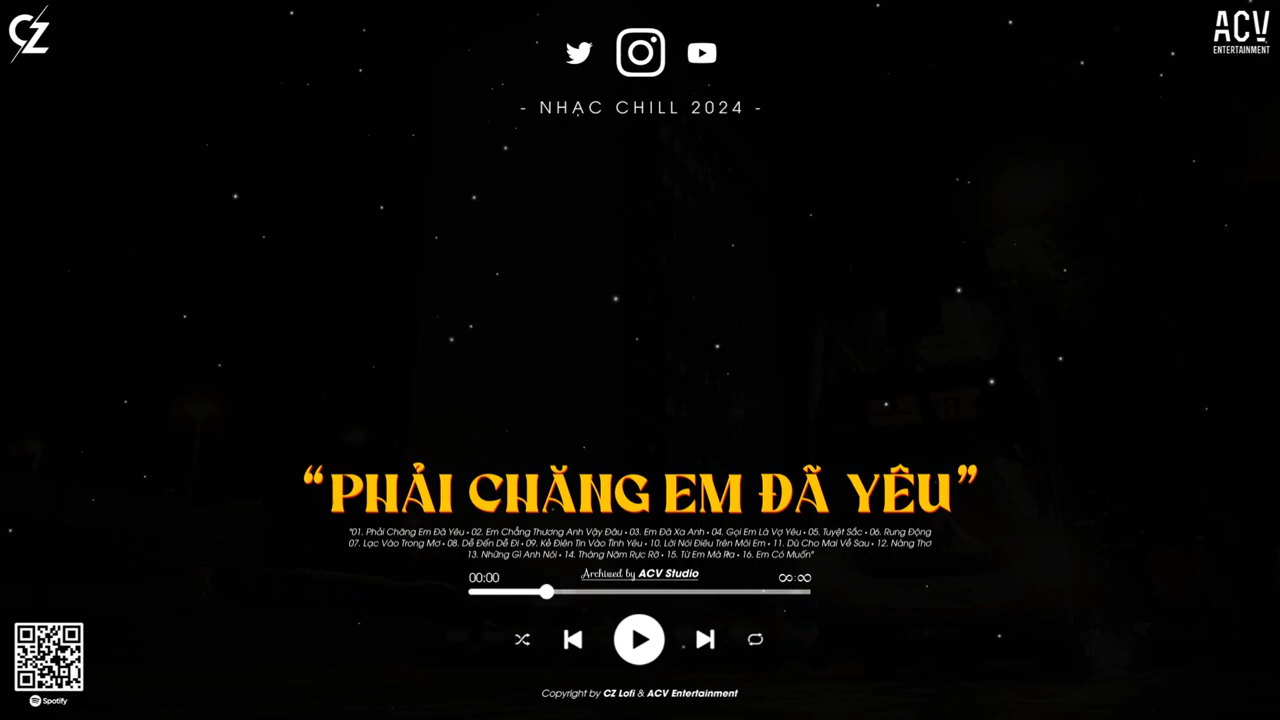 CZ
ACV
ENTERTAINMENT
- NHẠC CHILL 2024 -
“PHẢI CHĂNG EM ĐÃ YÊU”
"01. Phải Chăng Em Đã Yêu • 02. Em Chẳng Thương Anh Vậy Đâu • 03. Em Đã Xa Anh • 04. Gọi Em Là Vợ Yêu • 05. Tuyệt Sắc • 06. Rung Động
07. Lạc Vào Trong Mơ • 08. Dễ Đến Dễ Đi • 09. Kẻ Điên Tin Vào Tình Yêu • 10. Lời Nói Điêu Trên Môi Em • 11. Dù Cho Mai Về Sau • 12. Nàng Thơ
13. Những Gì Anh Nói • 14. Tháng Năm Rực Rỡ • 15. Từ Em Mà Ra • 16. Em Có Muốn"
Archived by ACV Studio
00:00
∞:∞
Spotify
Copyright by CZ Lofi & ACV Entertainment